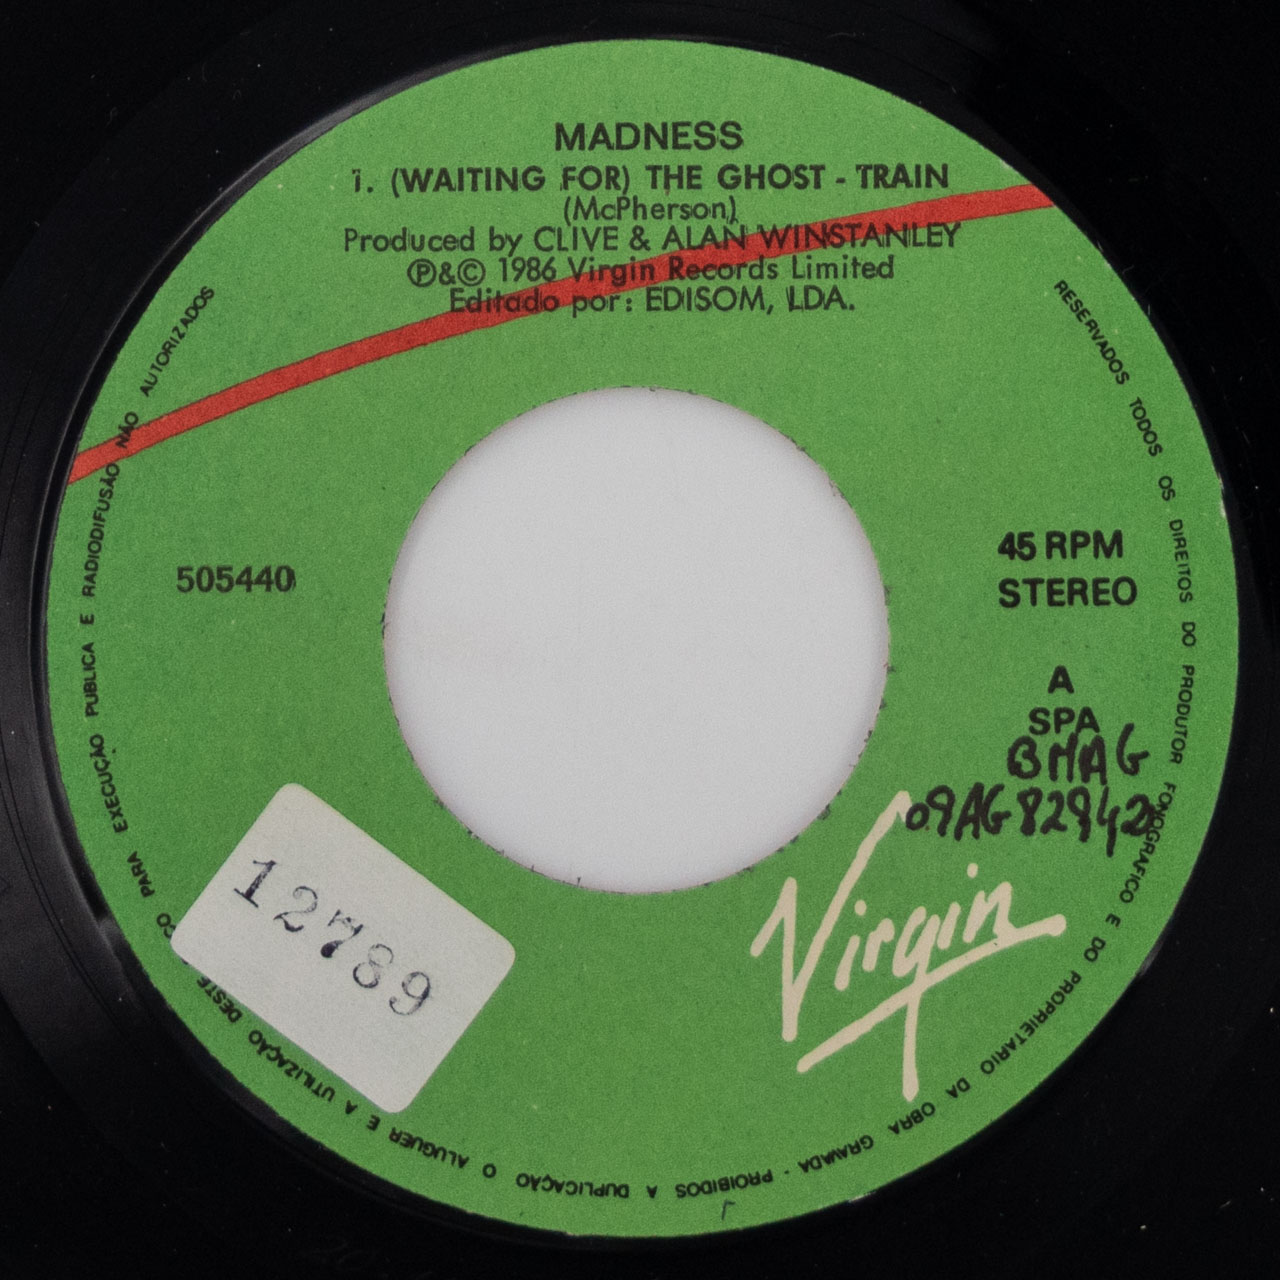 MADNESS
1. (WAITING FOR) THE GHOST - TRAIN
(McPherson)
Produced by CLIVE & ALAN WINSTANLEY
Ⓟ&© 1986 Virgin Records Limited
Editado por: EDISOM, LDA.
505440
45 RPM
STEREO
A
SPA
BMAG
09AG82942
Virgin
12789
RESERVADOS TODOS OS DIREITOS DO PRODUTOR FONOGRAFICO E DO PROPRIETARIO DA OBRA GRAVADA - PROIBIDOS A DUPLICAÇÃO O ALUGUER E A UTILIZAÇÃO DESTE CO PARA EXECUÇÃO PUBLICA E RADIODIFUSÃO NÃO AUTORIZADOS